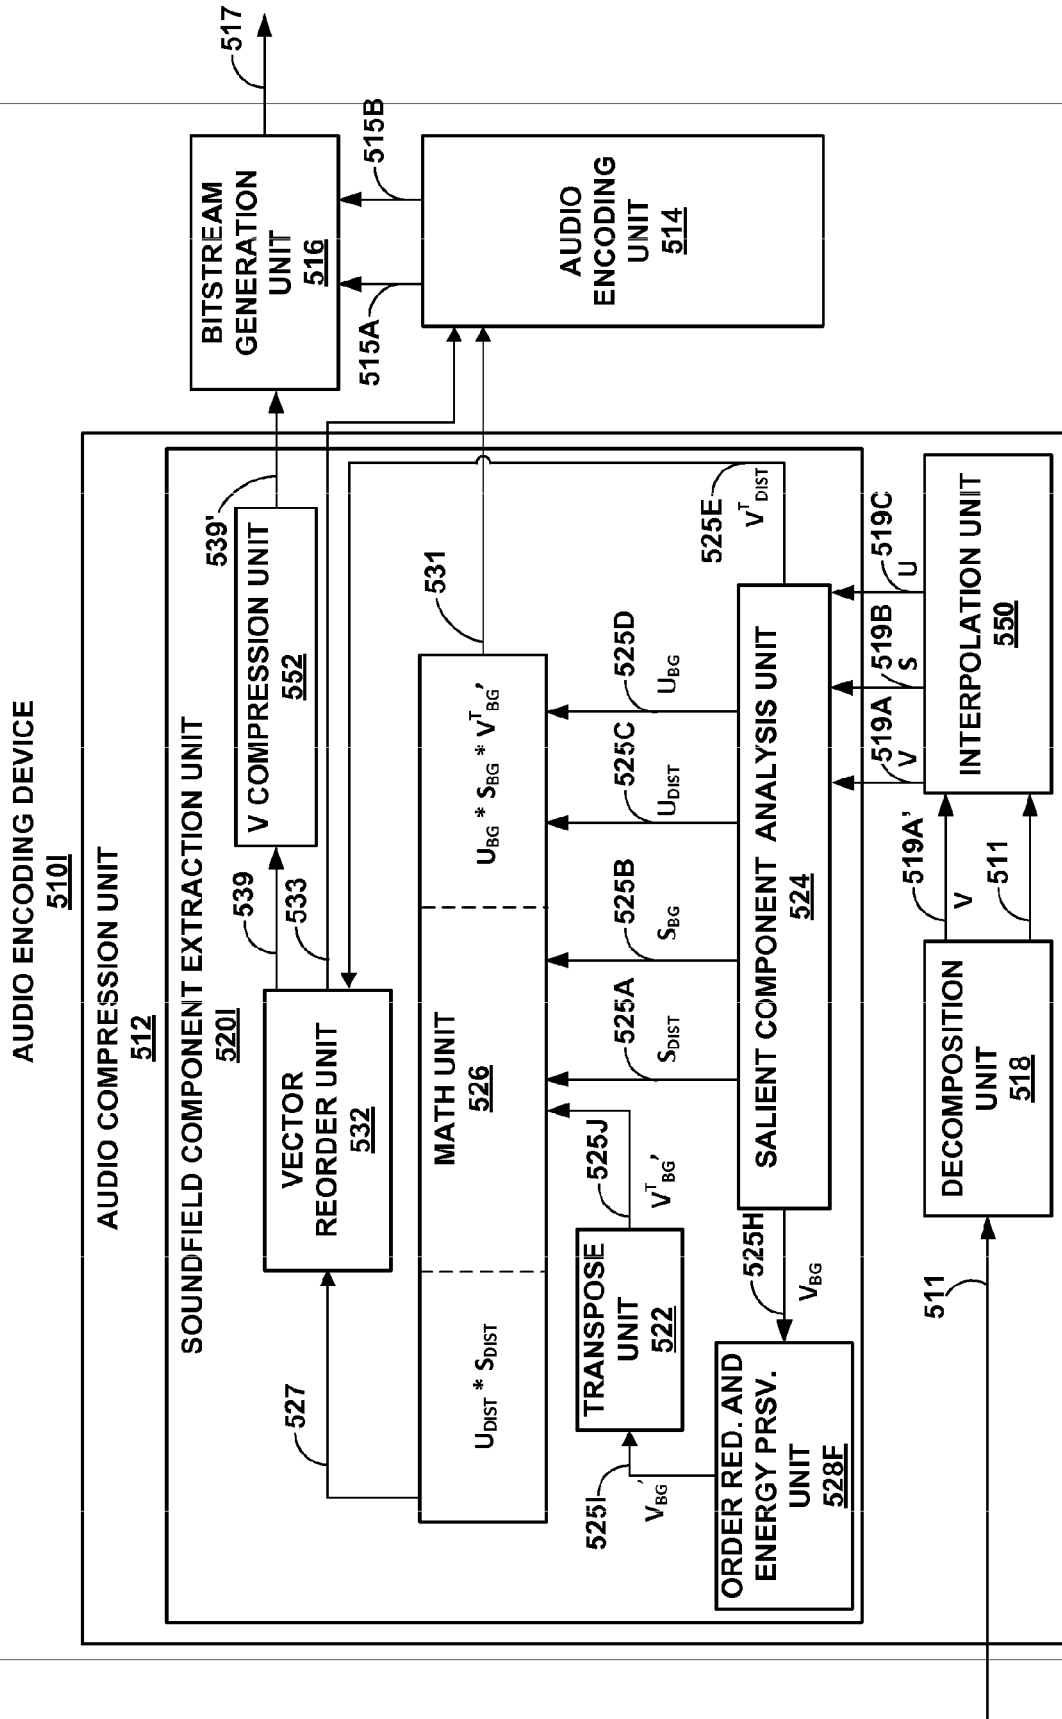 AUDIO ENCODING DEVICE
510I
AUDIO COMPRESSION UNIT
512
SOUNDFIELD COMPONENT EXTRACTION UNIT
520I
527
VECTOR
REORDER UNIT
532
539
533
V COMPRESSION UNIT
552
539'
BITSTREAM
GENERATION
UNIT
516
517
U_DIST * S_DIST
MATH UNIT
526
U_BG * S_BG * V^T_BG'
531
515A
515B
AUDIO
ENCODING
UNIT
514
525I
V_BG'
TRANSPOSE
UNIT
522
525J
V^T_BG'
525A
S_DIST
525B
S_BG
525C
U_DIST
525D
U_BG
525E
V^T_DIST
ORDER RED. AND
ENERGY PRSV.
UNIT
528F
525H
V_BG
SALIENT COMPONENT ANALYSIS UNIT
524
519A
V
519B
S
519C
U
511
DECOMPOSITION
UNIT
518
519A'
V
511
INTERPOLATION UNIT
550